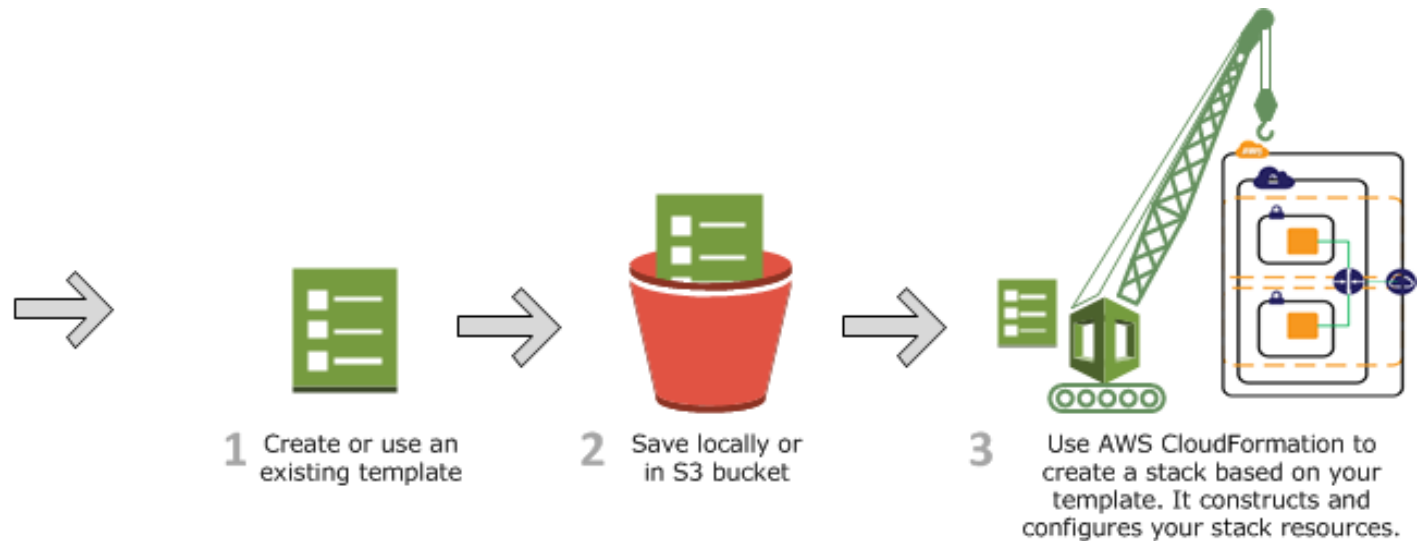 AWS
1
Create or use an
existing template
2
Save locally or
in S3 bucket
3
Use AWS CloudFormation to
create a stack based on your
template. It constructs and
configures your stack resources.